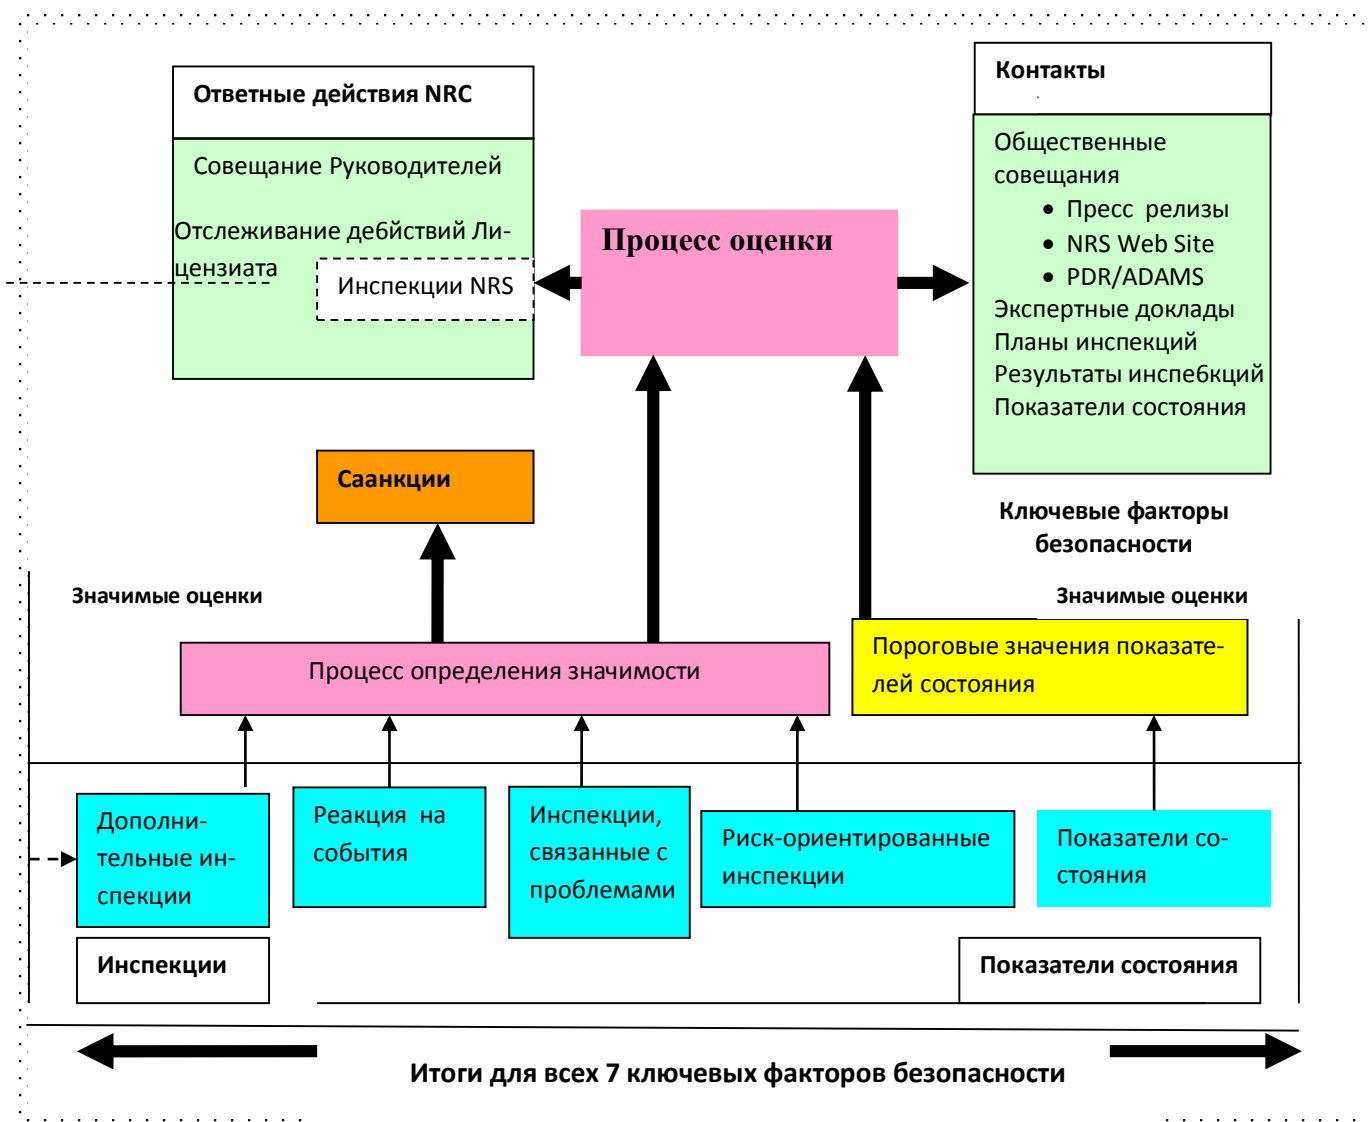 Ответные действия NRC
Совещание Руководителей
Отслеживание де6йствий Ли-
цензиата
Инспекции NRS
Процесс оценки
Контакты
Общественные
совещания
• Пресс релизы
• NRS Web Site
• PDR/ADAMS
Экспертные доклады
Планы инспекций
Результаты инспе6кций
Показатели состояния
Саанкции
Ключевые факторы
безопасности
Значимые оценки
Значимые оценки
Процесс определения значимости
Пороговые значения показате-
лей состояния
Дополни-
тельные ин-
спекции
Реакция на
события
Инспекции,
связанные с
проблемами
Риск-ориентированные
инспекции
Показатели со-
стояния
Инспекции
Показатели состояния
Итоги для всех 7 ключевых факторов безопасности